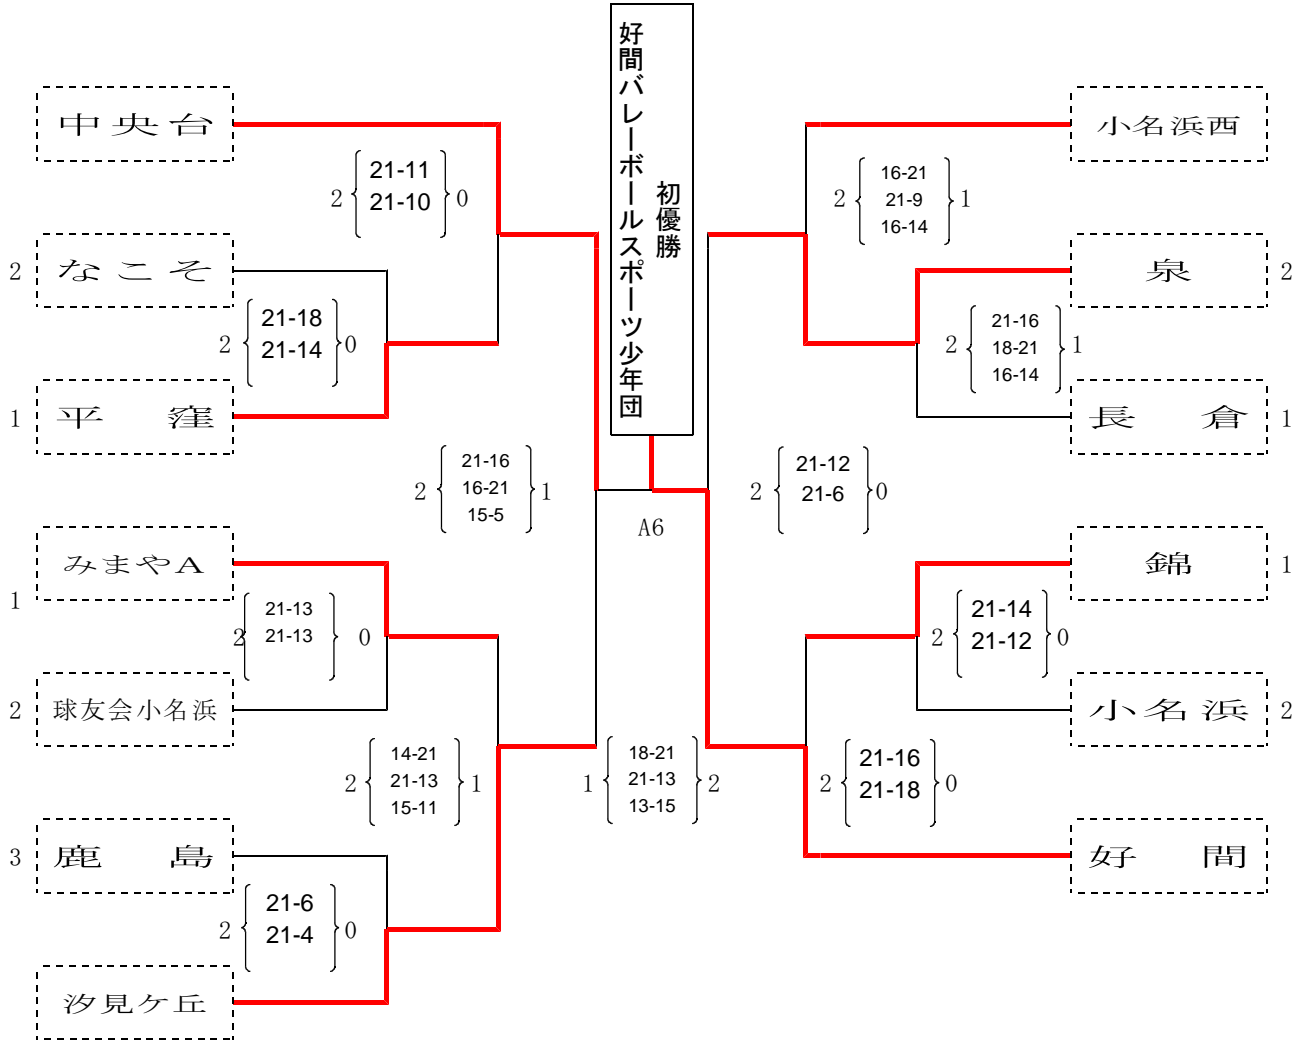 好間バレーボールスポーツ少年団
初優勝
中央台
小名浜西
2 21-11 0
21-10
2 16-21 1
21-9
16-14
2 なこそ
泉 2
2 21-18 0
21-14
2 21-16 1
18-21
16-14
1 平 窪
長 倉 1
2 21-16 1
16-21
15-5
2 21-12 0
21-6
A6
みまやA
1
錦 1
2 21-13 0
21-13
2 21-14 0
21-12
2 球友会小名浜
小名浜 2
2 14-21 1
21-13
15-11
1 18-21 2
21-13
13-15
2 21-16 0
21-18
3 鹿 島
好 間
2 21-6 0
21-4
汐見ケ丘